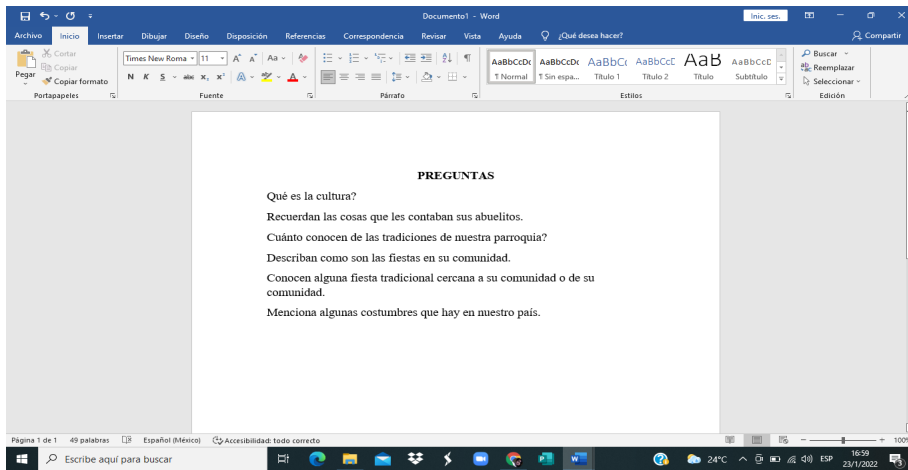 Documento1 - Word
Inic. ses.
Archivo Inicio Insertar Dibujar Diseño Disposición Referencias Correspondencia Revisar Vista Ayuda ¿Qué desea hacer? Compartir
Pegar
Cortar
Copiar
Copiar formato
Portapapeles
Times New Roma 11
N K S abc x₂ x²
Fuente
Párrafo
AaBbCcDc AaBbCcDc AaBbCc AaBbCcE AaB AaBbCcD
¶ Normal ¶ Sin espa... Título 1 Título 2 Título Subtítulo
Estilos
Buscar
Reemplazar
Seleccionar
Edición
PREGUNTAS
Qué es la cultura?
Recuerdan las cosas que les contaban sus abuelitos.
Cuánto conocen de las tradiciones de nuestra parroquia?
Describan como son las fiestas en su comunidad.
Conocen alguna fiesta tradicional cercana a su comunidad o de su
comunidad.
Menciona algunas costumbres que hay en nuestro país.
Página 1 de 1 49 palabras Español (México) Accesibilidad: todo correcto
Escribe aquí para buscar
24°C ESP
16:59
23/1/2022